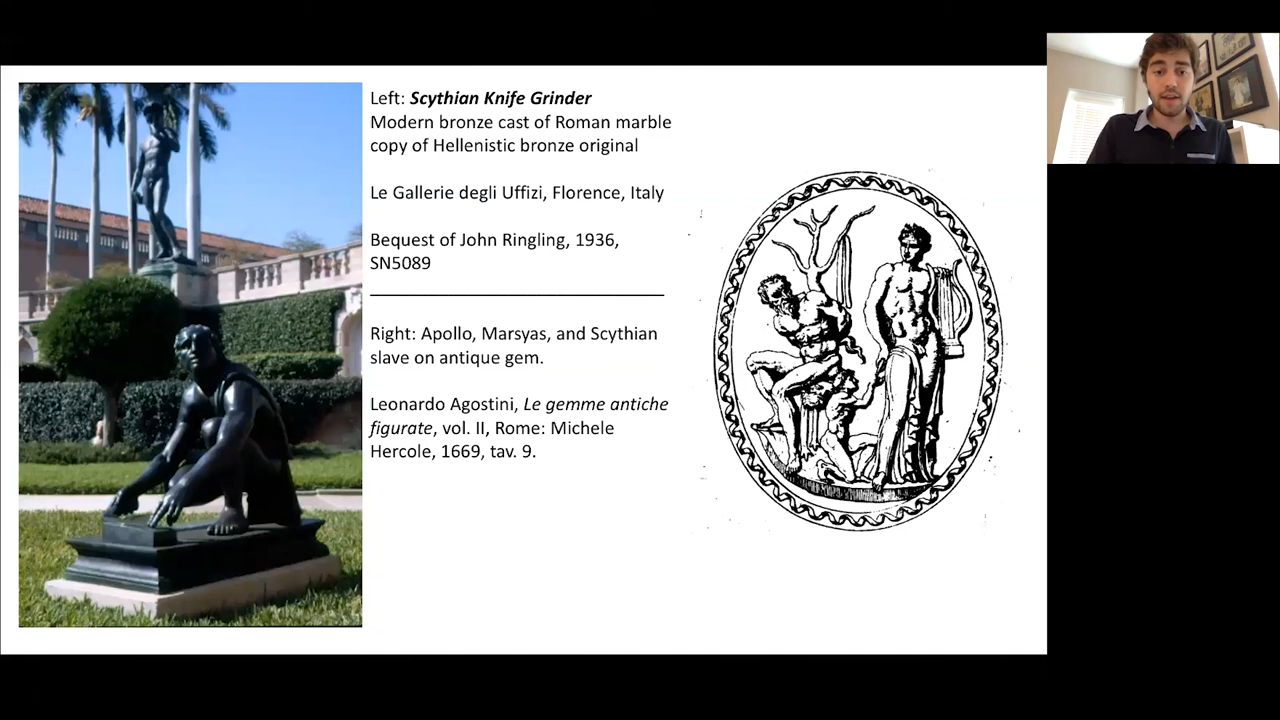 Left: Scythian Knife Grinder
Modern bronze cast of Roman marble
copy of Hellenistic bronze original
Le Gallerie degli Uffizi, Florence, Italy
Bequest of John Ringling, 1936,
SN5089
Right: Apollo, Marsyas, and Scythian
slave on antique gem.
Leonardo Agostini, Le gemme antiche
figurate, vol. II, Rome: Michele
Hercole, 1669, tav. 9.